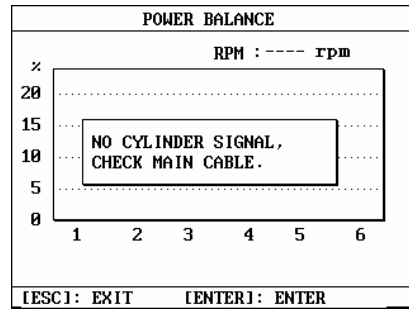 POWER BALANCE
RPM :---- rpm
%
20
15
10
5
0
NO CYLINDER SIGNAL,
CHECK MAIN CABLE.
1 2 3 4 5 6
[ESC]: EXIT [ENTER]: ENTER